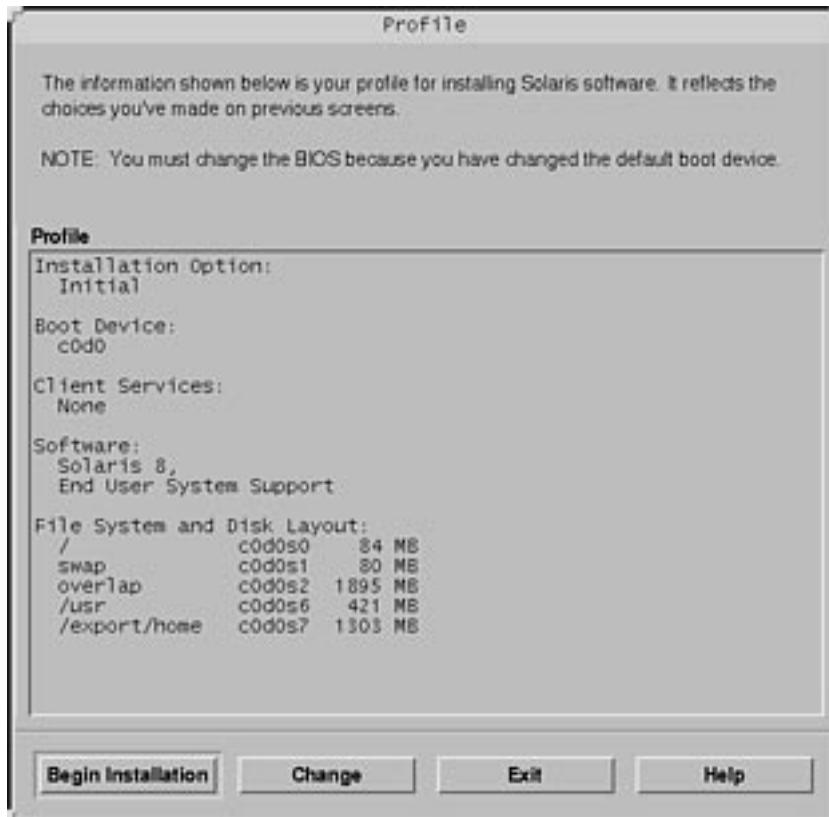 Profile
The information shown below is your profile for installing Solaris software. It reflects the
choices you've made on previous screens.
NOTE: You must change the BIOS because you have changed the default boot device.
Profile
Installation Option:
Initial
Boot Device:
c0d0
Client Services:
None
Software:
Solaris 8,
End User System Support
File System and Disk Layout:
/ c0d0s0 84 MB
swap c0d0s1 80 MB
overlap c0d0s2 1895 MB
/usr c0d0s6 421 MB
/export/home c0d0s7 1303 MB
Begin Installation Change Exit Help